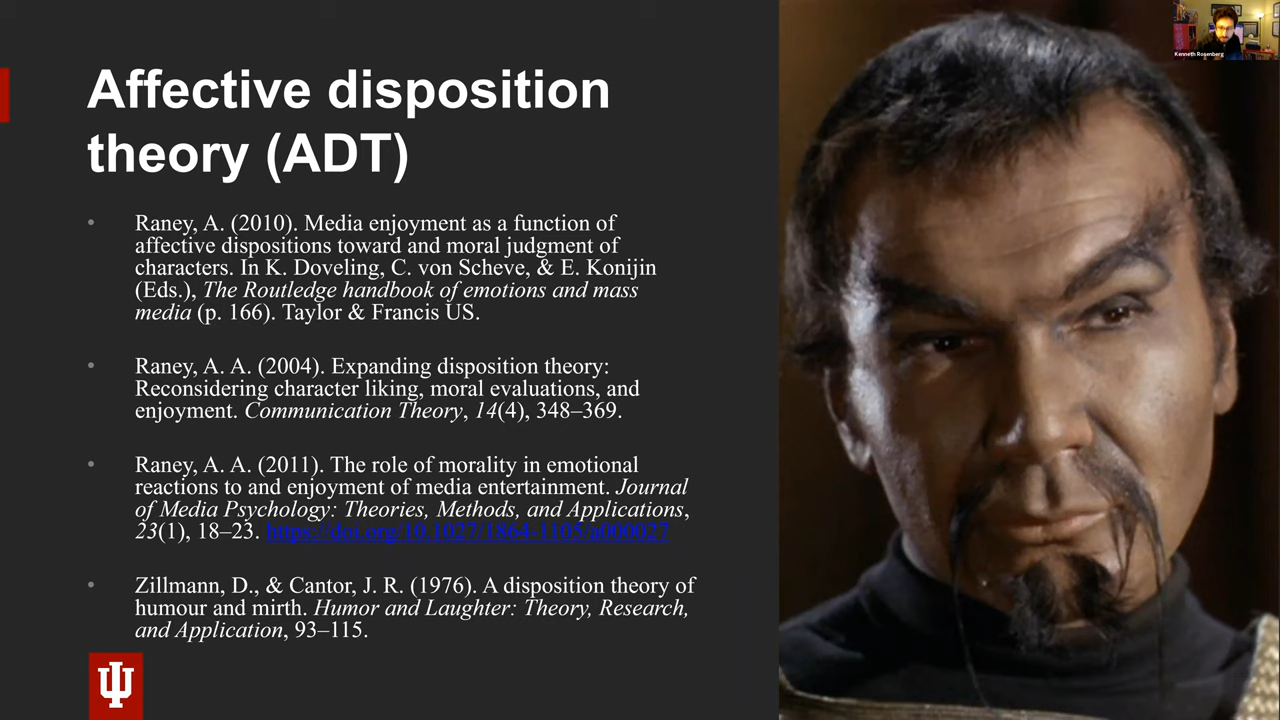 Affective disposition
theory (ADT)
• Raney, A. (2010). Media enjoyment as a function of
affective dispositions toward and moral judgment of
characters. In K. Doveling, C. von Scheve, & E. Konijin
(Eds.), The Routledge handbook of emotions and mass
media (p. 166). Taylor & Francis US.
• Raney, A. A. (2004). Expanding disposition theory:
Reconsidering character liking, moral evaluations, and
enjoyment. Communication Theory, 14(4), 348–369.
• Raney, A. A. (2011). The role of morality in emotional
reactions to and enjoyment of media entertainment. Journal
of Media Psychology: Theories, Methods, and Applications,
23(1), 18–23. https://doi.org/10.1027/1864-1105/a000027
• Zillmann, D., & Cantor, J. R. (1976). A disposition theory of
humour and mirth. Humor and Laughter: Theory, Research,
and Application, 93–115.
Kenneth Rosenberg